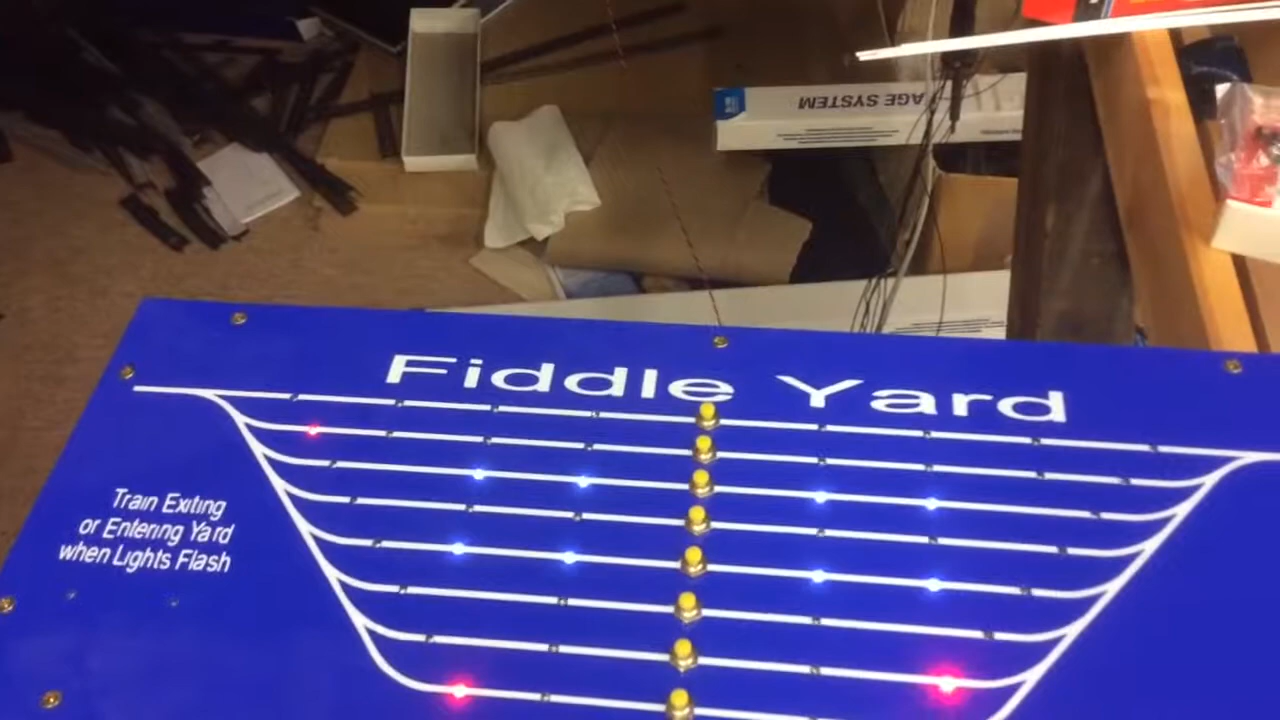 AGE SYSTEM
Fiddle Yard
Train Exiting
or Entering Yard
when Lights Flash